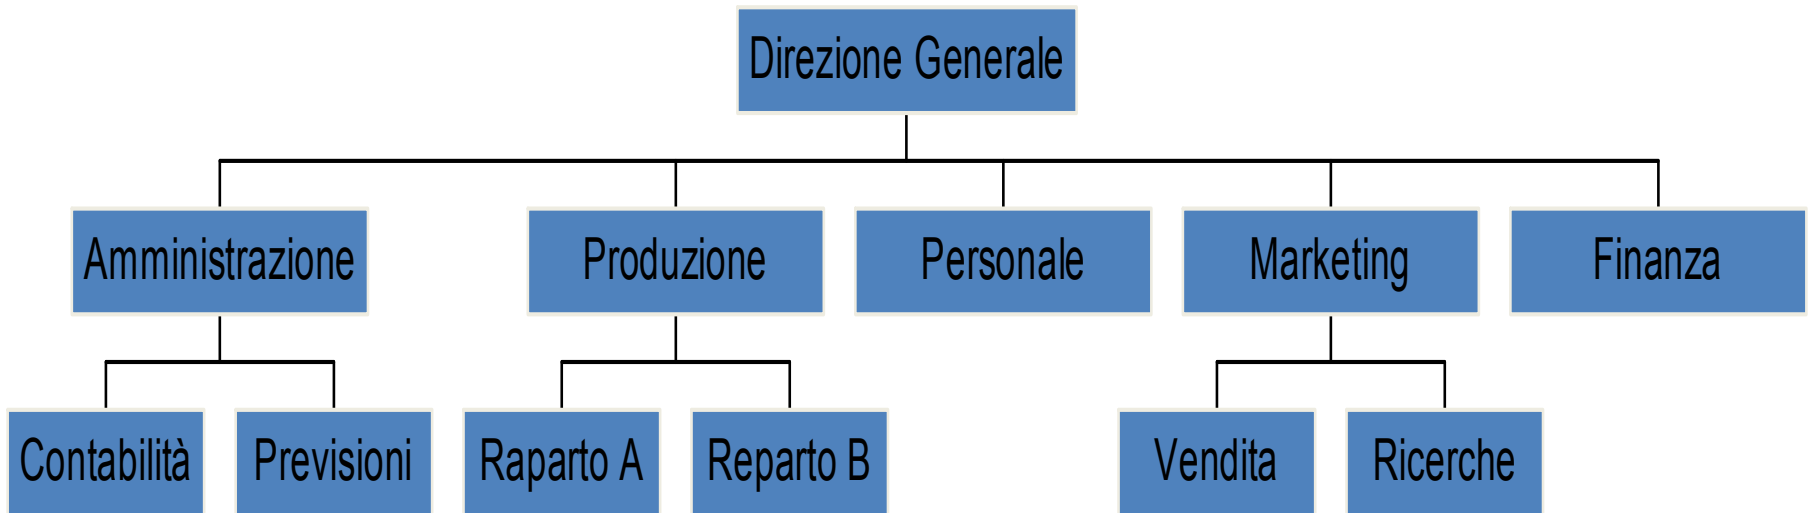 Direzione Generale
Amministrazione
Produzione
Personale
Marketing
Finanza
Contabilità
Previsioni
Raparto A
Reparto B
Vendita
Ricerche